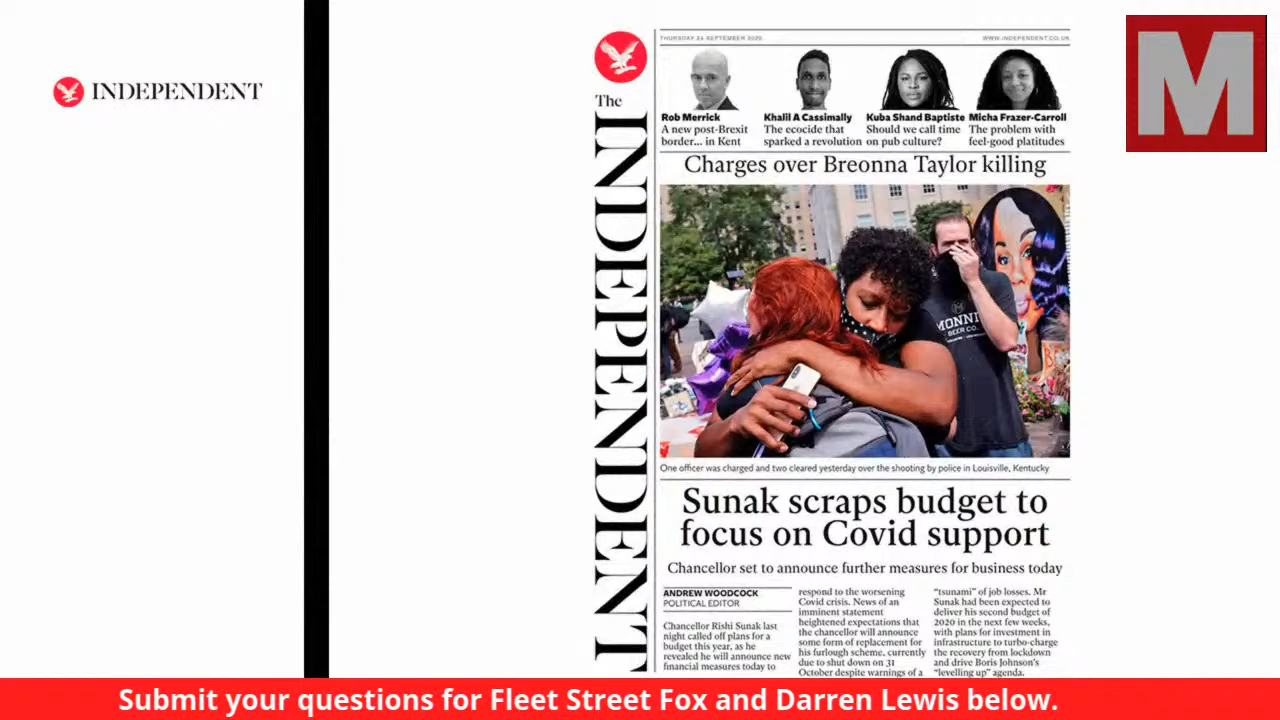 INDEPENDENT
THURSDAY 24 SEPTEMBER 2020
WWW.INDEPENDENT.CO.UK
The
INDEPENDENT
Rob Merrick
A new post-Brexit
border... in Kent
Khalil A Cassimally
The ecocide that
sparked a revolution
Kuba Shand Baptiste
Should we call time
on pub culture?
Micha Frazer-Carroll
The problem with
feel-good platitudes
Charges over Breonna Taylor killing
MONNI
BEER CO.
One officer was charged and two cleared yesterday over the shooting by police in Louisville, Kentucky
Sunak scraps budget to
focus on Covid support
Chancellor set to announce further measures for business today
ANDREW WOODCOCK
POLITICAL EDITOR
Chancellor Rishi Sunak last
night called off plans for a
budget this year, as he
revealed he will announce new
financial measures today to
respond to the worsening
Covid crisis. News of an
imminent statement
heightened expectations that
the chancellor will announce
some form of replacement for
his furlough scheme, currently
due to shut down on 31
October despite warnings of a
“tsunami” of job losses. Mr
Sunak had been expected to
deliver his second budget of
2020 in the next few weeks,
with plans for investment in
infrastructure to turbo-charge
the recovery from lockdown
and drive Boris Johnson’s
“levelling up” agenda.
M
Submit your questions for Fleet Street Fox and Darren Lewis below.